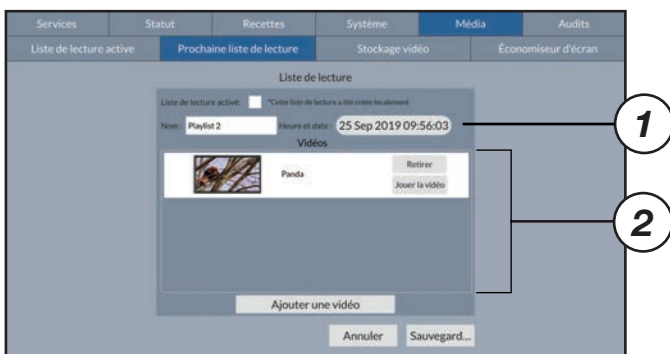 Services Statut Recettes Système Média Audits
Liste de lecture active Prochaine liste de lecture Stockage vidéo Économiseur d'écran
Liste de lecture
Liste de lecture activé: *Cette liste de lecture a été créée localement.
Nom : Playlist 2 Heure et date : 25 Sep 2019 09:56:03
1
Vidéos
Panda Retirer
Jouer la vidéo
2
Ajouter une vidéo
Annuler Sauvegard...